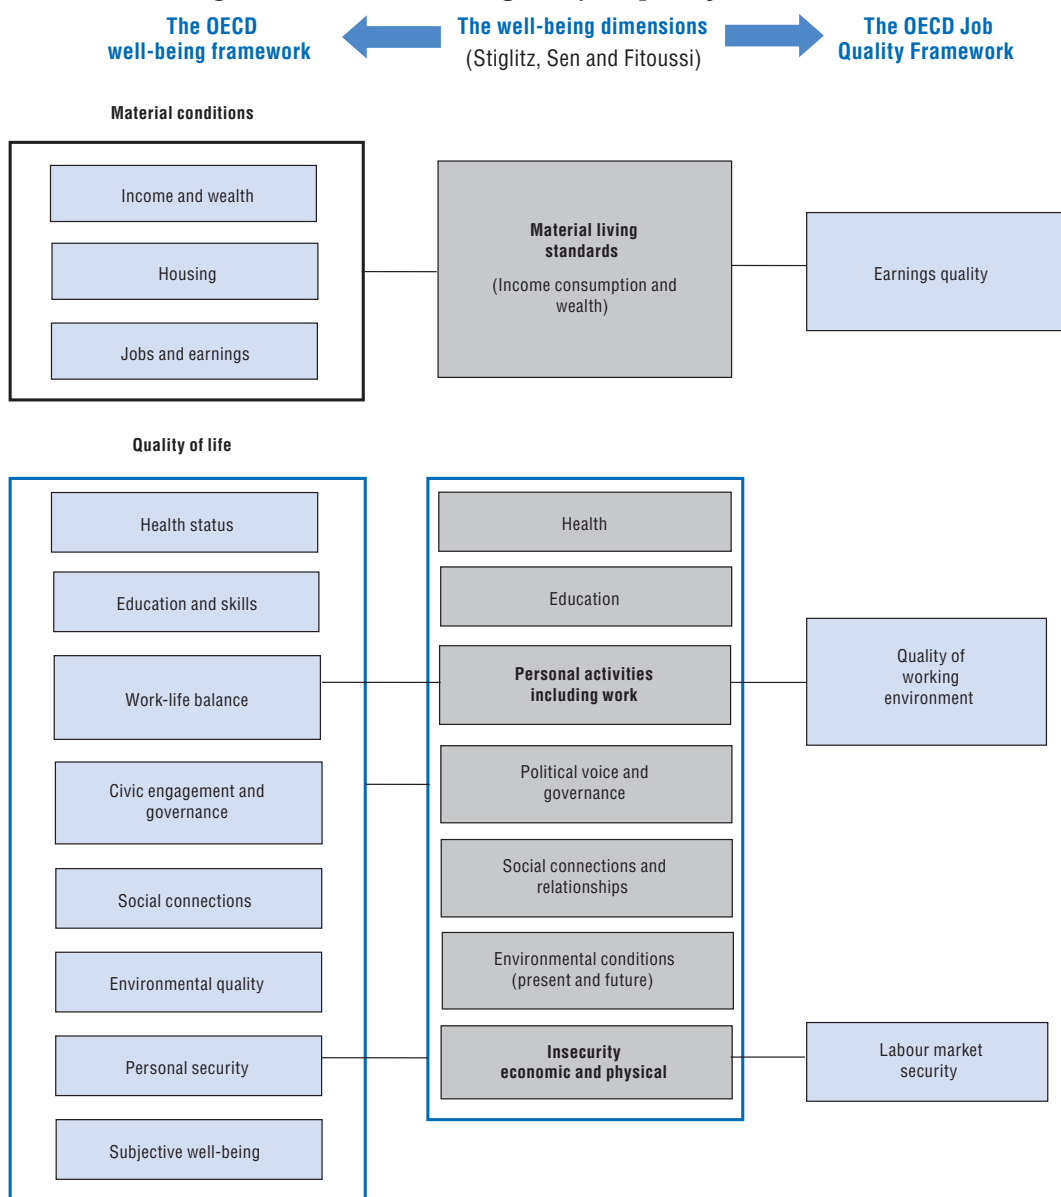 The OECD
well-being framework
The well-being dimensions
(Stiglitz, Sen and Fitoussi)
The OECD Job
Quality Framework
Material conditions
Income and wealth
Housing
Jobs and earnings
Material living
standards
(Income consumption and
wealth)
Earnings quality
Quality of life
Health status
Education and skills
Work-life balance
Civic engagement and
governance
Social connections
Environmental quality
Personal security
Subjective well-being
Health
Education
Personal activities
including work
Political voice and
governance
Social connections and
relationships
Environmental conditions
(present and future)
Insecurity
economic and physical
Quality of
working
environment
Labour market
security